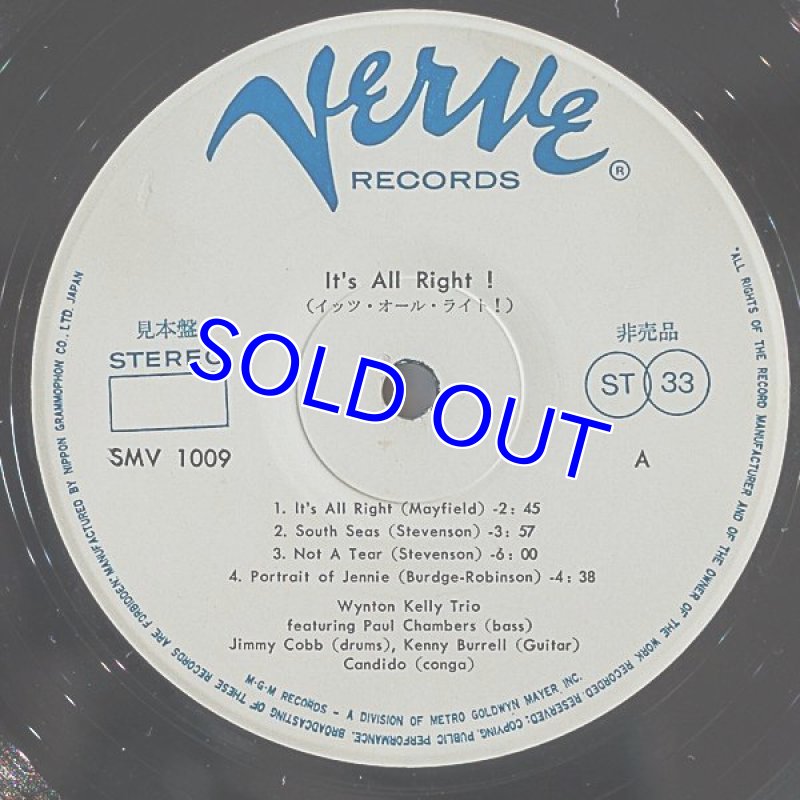 Verve
RECORDS ®
It's All Right !
(イッツ・オール・ライト!)
見本盤
非売品
STEREO
ST 33
SMV 1009
A
SOLD OUT
1. It's All Right (Mayfield) -2: 45
2. South Seas (Stevenson) -3: 57
3. Not A Tear (Stevenson) -6: 00
4. Portrait of Jennie (Burdge-Robinson) -4: 38
Wynton Kelly Trio
featuring Paul Chambers (bass)
Jimmy Cobb (drums), Kenny Burrell (Guitar)
Candido (conga)
M-G-M RECORDS - A DIVISION OF METRO GOLDWYN MAYER, INC.
"ALL RIGHTS OF THE RECORD MANUFACTURER AND OF THE OWNER OF THE WORK RECORDED. RESERVED: COPYING, PUBLIC PERFORMANCE, BROADCASTING OF THESE RECORDS ARE FORBIDDEN" MANUFACTURED BY NIPPON GRAMMOPHON CO., LTD. JAPAN